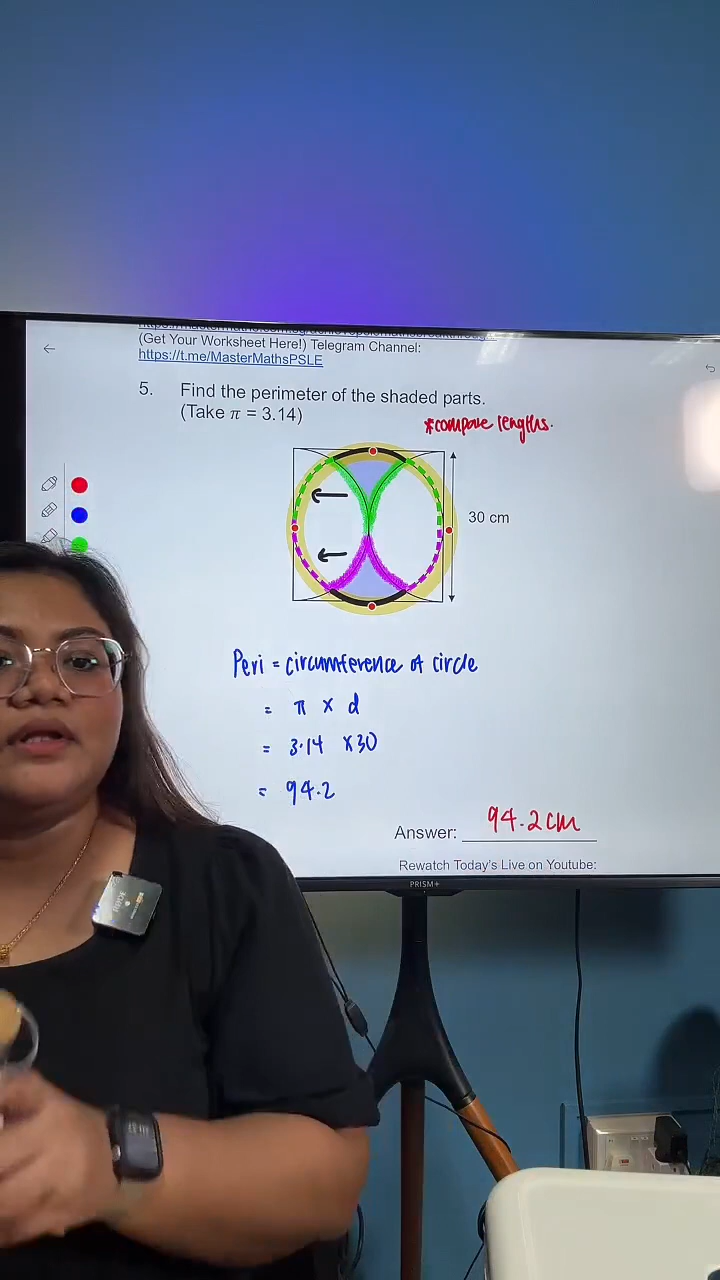 (Get Your Worksheet Here!) Telegram Channel:
https://t.me/MasterMathsPSLE
5. Find the perimeter of the shaded parts.
(Take π = 3.14)
*compare lengths.
30 cm
Peri = circumference of circle
= π x d
= 3.14 x 30
= 94.2
Answer: 94.2cm
Rewatch Today's Live on Youtube:
PRISM+